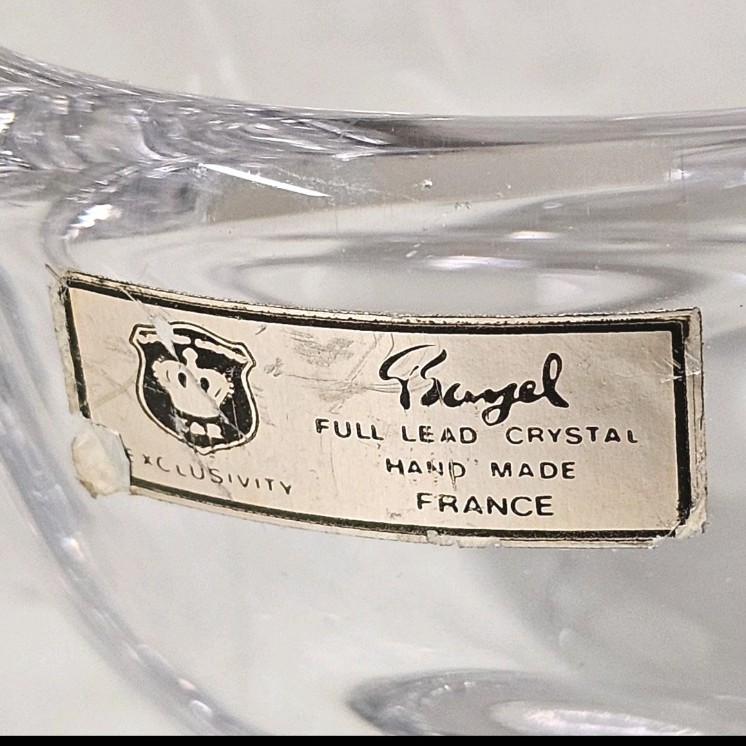 EXCLUSIVITY
Bayel
FULL LEAD CRYSTAL
HAND MADE
FRANCE